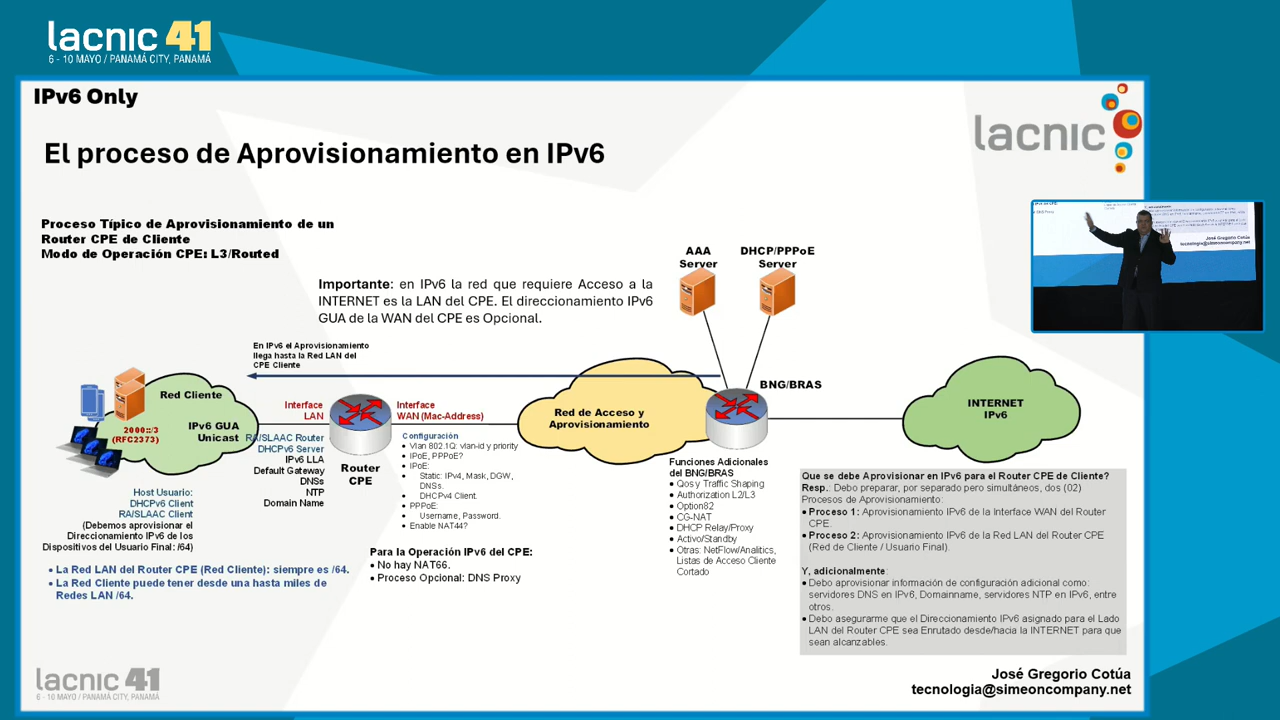 lacnic 41
6 - 10 MAYO / PANAMÁ CITY, PANAMÁ
IPv6 Only
lacnic
El proceso de Aprovisionamiento en IPv6
Proceso Típico de Aprovisionamiento de un
Router CPE de Cliente
Modo de Operación CPE: L3/Routed
Importante: en IPv6 la red que requiere Acceso a la
INTERNET es la LAN del CPE. El direccionamiento IPv6
GUA de la WAN del CPE es Opcional.
AAA
Server
DHCP/PPPoE
Server
José Gregorio Cotúa
tecnologia@simeoncompany.net
En IPv6 el Aprovisionamiento
llega hasta la Red LAN del
CPE Cliente
Red Cliente
2000::/3
(RFC2373)
IPv6 GUA
Unicast
Interface
LAN
Interface
WAN (Mac-Address)
Red de Acceso y
Aprovisionamiento
BNG/BRAS
INTERNET
IPv6
RA/SLAAC Router
DHCPv6 Server
IPv6 LLA
Default Gateway
DNSs
NTP
Domain Name
Router
CPE
Configuración
• Vlan 802.1Q: vlan-id y priority
• IPoE, PPPoE?
• IPoE:
Static: IPv4, Mask, DGW,
DNSs.
• DHCPv4 Client.
• PPPoE:
Username, Password.
• Enable NAT44?
Host Usuario:
DHCPv6 Client
RA/SLAAC Client
(Debemos aprovisionar el
Direccionamiento IPv6 de los
Dispositivos del Usuario Final: /64)
• La Red LAN del Router CPE (Red Cliente): siempre es /64.
• La Red Cliente puede tener desde una hasta miles de
Redes LAN /64.
Para la Operación IPv6 del CPE:
• No hay NAT66.
• Proceso Opcional: DNS Proxy
Funciones Adicionales
del BNG/BRAS
• Qos y Traffic Shaping
• Authorization L2/L3
• Option82
• CG-NAT
• DHCP Relay/Proxy
• Activo/Standby
• Otras: NetFlow/Analitics,
Listas de Acceso Cliente
Cortado
Que se debe Aprovisionar en IPv6 para el Router CPE de Cliente?
Resp.: Debo preparar, por separado pero simultáneos, dos (02)
Procesos de Aprovisionamiento:
• Proceso 1: Aprovisionamiento IPv6 de la Interface WAN del Router
CPE.
• Proceso 2: Aprovisionamiento IPv6 de la Red LAN del Router CPE
(Red de Cliente / Usuario Final).
Y, adicionalmente:
• Debo aprovisionar información de configuración adicional como:
servidores DNS en IPv6, Domainname, servidores NTP en IPv6, entre
otros.
• Debo asegurarme que el Direccionamiento IPv6 asignado para el Lado
LAN del Router CPE sea Enrutado desde/hacia la INTERNET para que
sean alcanzables.
lacnic 41
6 - 10 MAYO / PANAMÁ CITY, PANAMÁ
José Gregorio Cotúa
tecnologia@simeoncompany.net